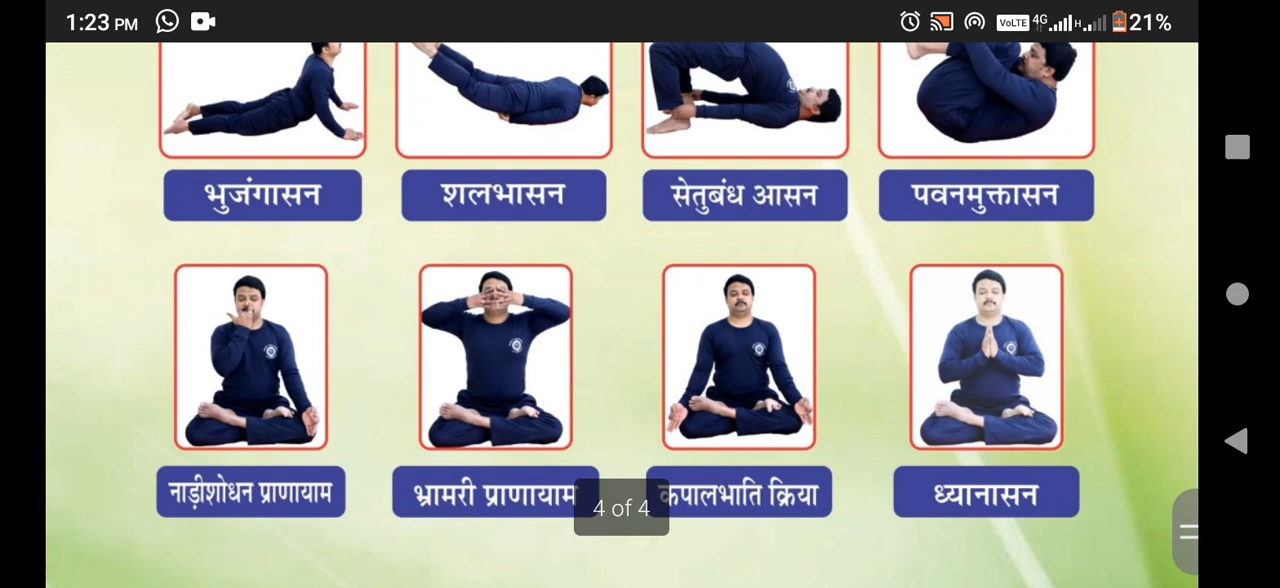 1:23 PM
VoLTE 4G H 21%
भुजंगासन
शलभासन
सेतुबंध आसन
पवनमुक्तासन
नाड़ीशोधन प्राणायाम
भ्रामरी प्राणायाम
कपालभाति क्रिया
ध्यानासन
4 of 4